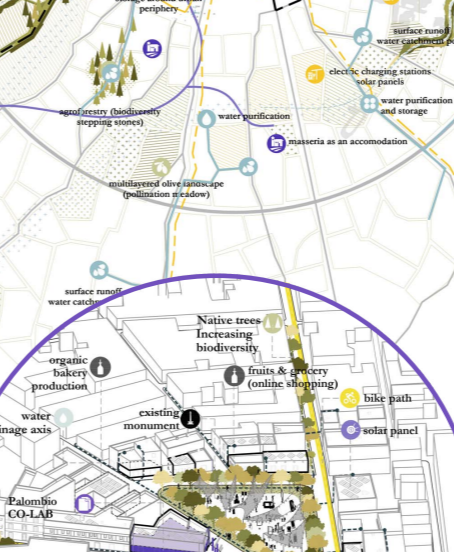 periphery
surface runoff
water catchment
electric charging stations
solar panels
agroforestry (biodiversity
stepping stones)
water purification
water purification
and storage
masseria as an accomodation
multilayered olive landscape
(pollination meadow)
surface runoff
water
Native trees
Increasing
biodiversity
organic
bakery
production
fruits & grocery
(online shopping)
bike path
water
axis
existing
monument
solar panel
Palombio
CO-LAB